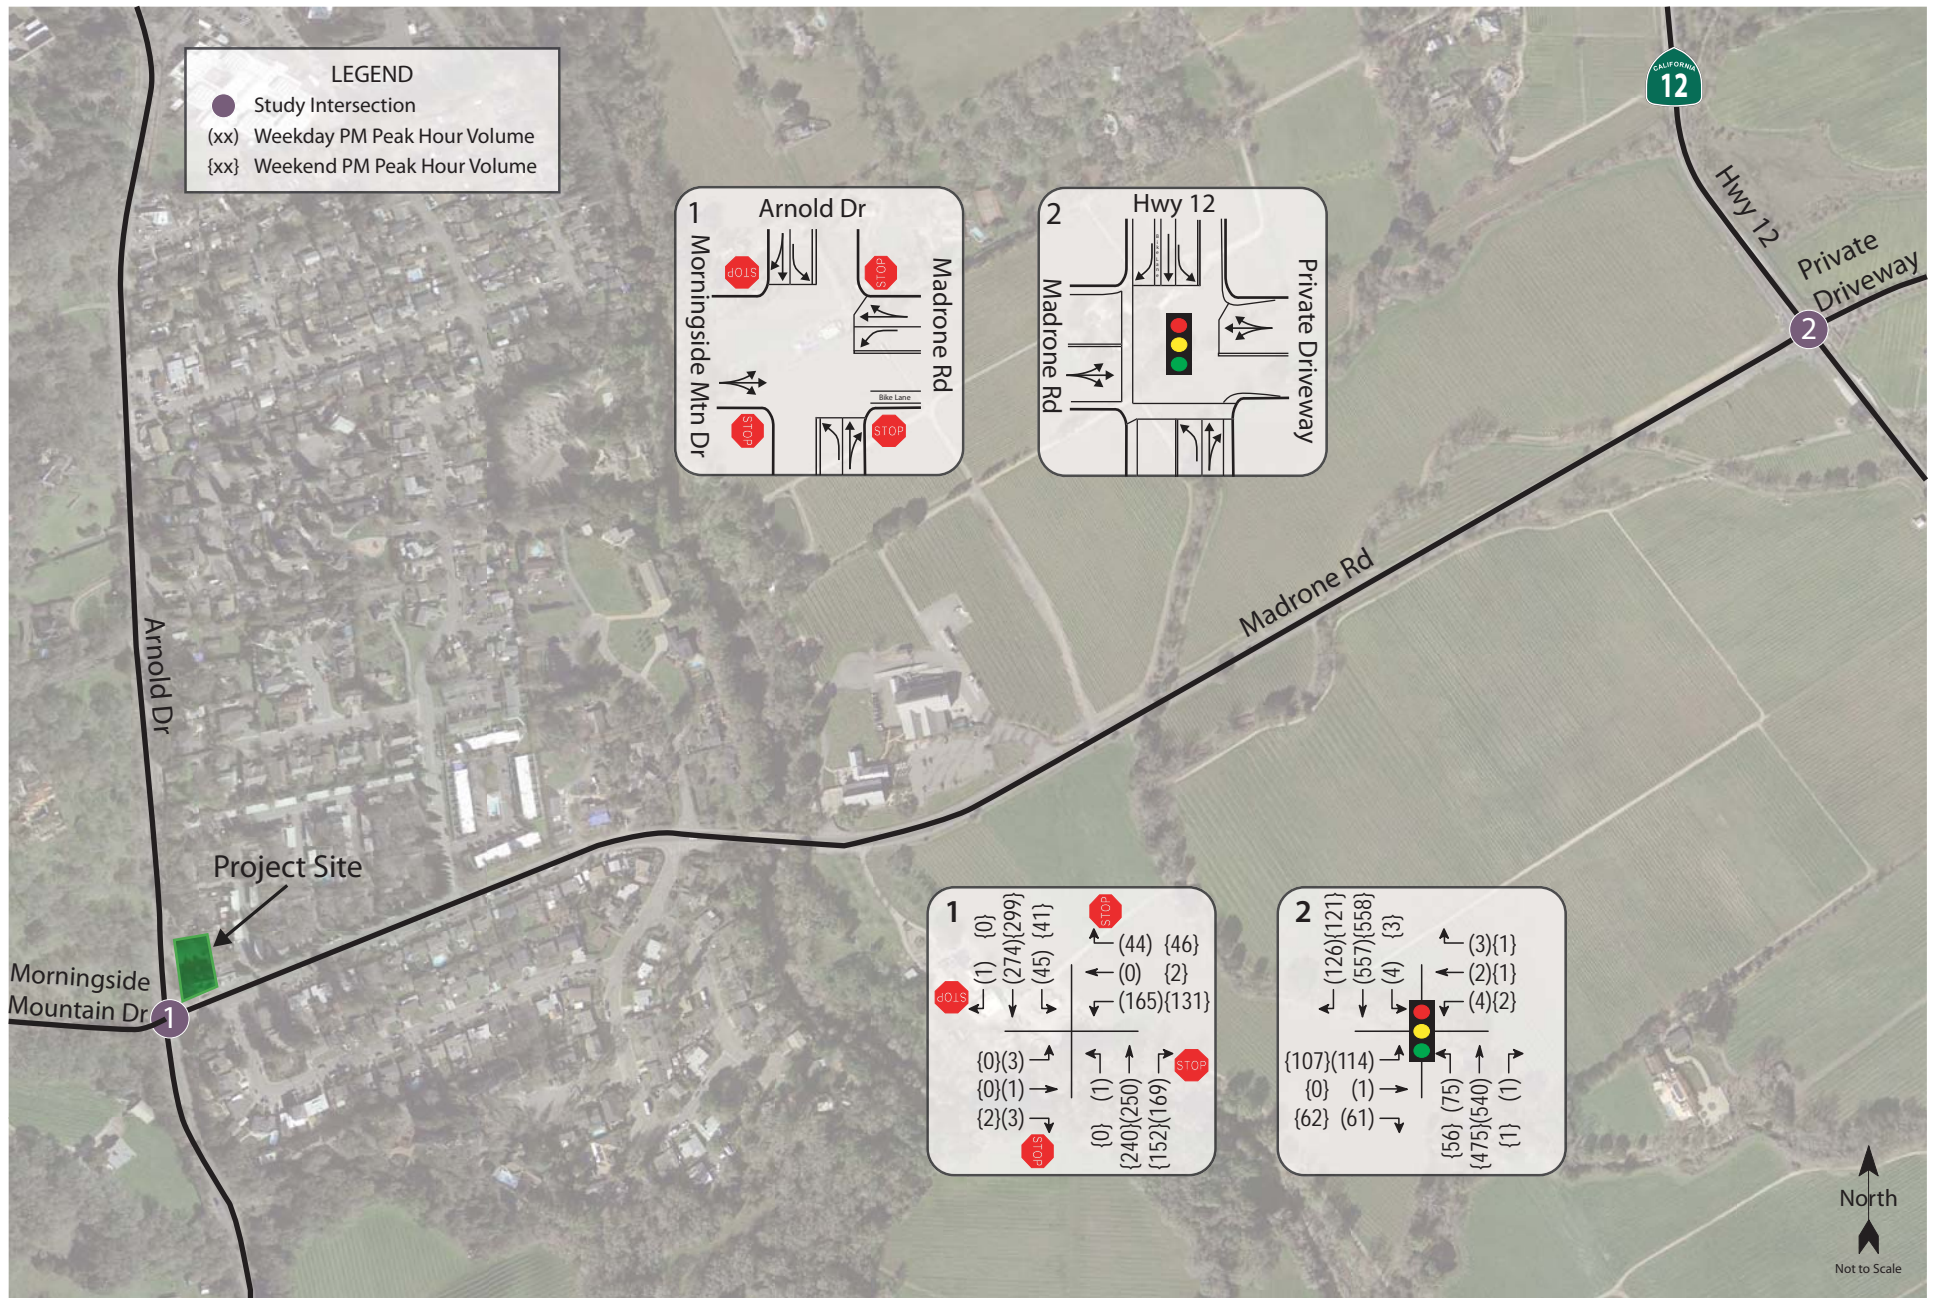 LEGEND
Study Intersection
(xx) Weekday PM Peak Hour Volume
{xx} Weekend PM Peak Hour Volume
CALIFORNIA
12
Hwy 12
Private
Driveway
2
1
Arnold Dr
Morningside Mtn Dr
Madrone Rd
STOP
STOP
STOP
STOP
Bike Lane
2
Hwy 12
Madrone Rd
Private Driveway
Madrone Rd
Arnold Dr
Project Site
Morningside
Mountain Dr
1
1
{0}
(1)
(274){299}
(45) {41}
STOP
(44) {46}
(0) {2}
(165){131}
STOP
{0}(3)
{0}(1)
{2}(3)
STOP
{0} (1)
{240}(250)
{152}(169)
STOP
2
(126){121}
(557){558}
(4) {3}
(3){1}
(2){1}
(4){2}
{107}(114)
{0} (1)
{62} (61)
{56} (75)
{475}(540)
{1} (1)
North
Not to Scale